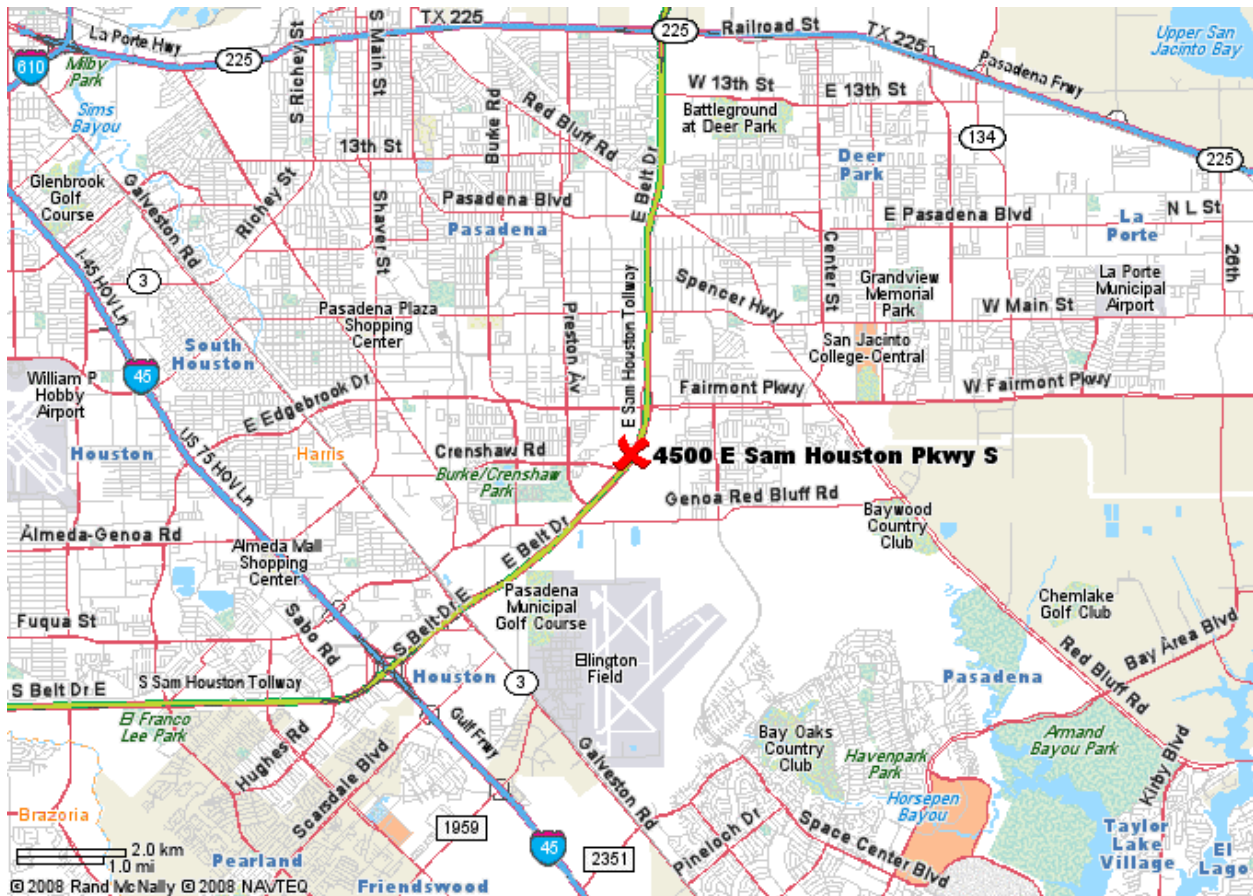 La Porte Hwy
TX 225
225
Railroad St
TX 225
Upper San
Jacinto Bay
610
Milby
Park
225
S Richey St
S Main St
Burke Rd
Red Bluff Rd
W 13th St
E 13th St
Pasadena Frwy
Sims
Bayou
Battleground
at Deer Park
134
225
13th St
Deer
Park
Glenbrook
Golf
Course
Galveston Rd
Richey St
Shaver St
Pasadena Blvd
Pasadena
E Belt Dr
E Pasadena Blvd
N L St
La
Porte
I-45 HOV Ln
3
Center St
26th
Spencer Hwy
Grandview
Memorial
Park
La Porte
Municipal
Airport
Pasadena Plaza
Shopping
Center
Preston Av
E Sam Houston Tollway
W Main St
South
Houston
San Jacinto
College-Central
William P
Hobby
Airport
45
E Edgebrook Dr
Fairmont Pkwy
W Fairmont Pkwy
US 75 HOV Ln
Houston
Harris
Crenshaw Rd
4500 E Sam Houston Pkwy S
Burke/Crenshaw
Park
Genoa Red Bluff Rd
Baywood
Country
Club
Almeda-Genoa Rd
Almeda Mall
Shopping
Center
E Belt Dr
Pasadena
Municipal
Golf Course
Chemlake
Golf Club
Fuqua St
Sabo Rd
S Belt Dr E
Bay Area Blvd
Red Bluff Rd
Ellington
Field
S Belt Dr E
S Sam Houston Tollway
Houston
3
Pasadena
El Franco
Lee Park
Gulf Frwy
Bay Oaks
Country
Club
Havenpark
Park
Armand
Bayou Park
Hughes Rd
Scarsdale Blvd
Galveston Rd
Kirby Blvd
Horsepen
Bayou
Brazoria
1959
Pineloch Dr
Space Center Blvd
Taylor
Lake
Village
El
Lago
45
2351
2.0 km
1.0 mi
Pearland
Friendswood
© 2008 Rand McNally © 2008 NAVTEQ